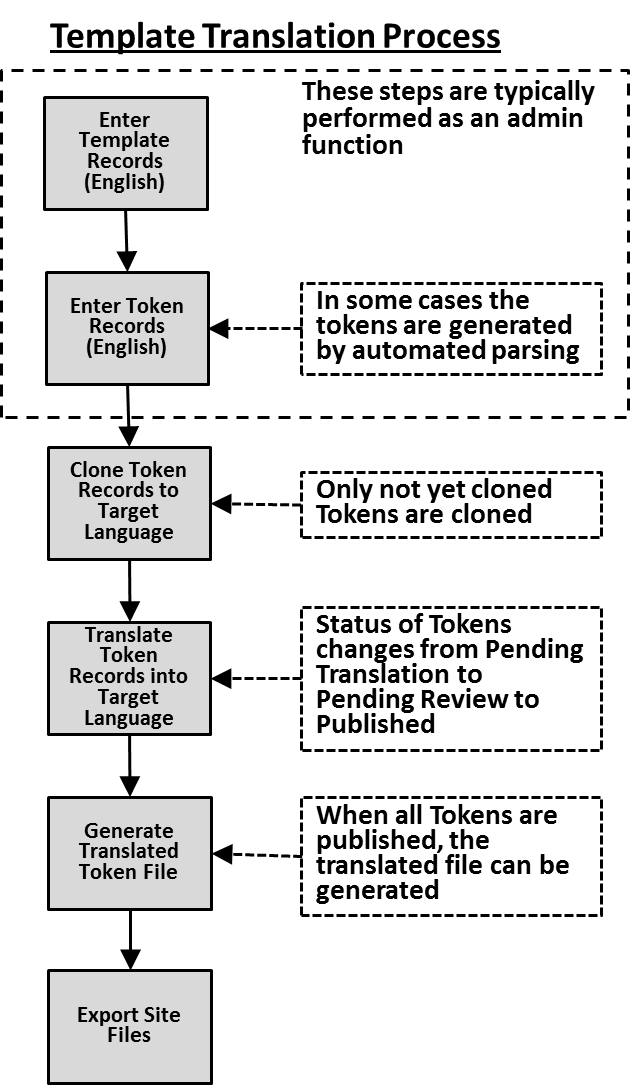 Template Translation Process
These steps are typically
performed as an admin
function
Enter
Template
Records
(English)
Enter Token
Records
(English)
In some cases the
tokens are generated
by automated parsing
Clone Token
Records to
Target
Language
Only not yet cloned
Tokens are cloned
Translate
Token
Records into
Target
Language
Status of Tokens
changes from Pending
Translation to
Pending Review to
Published
Generate
Translated
Token File
When all Tokens are
published, the
translated file can be
generated
Export Site
Files